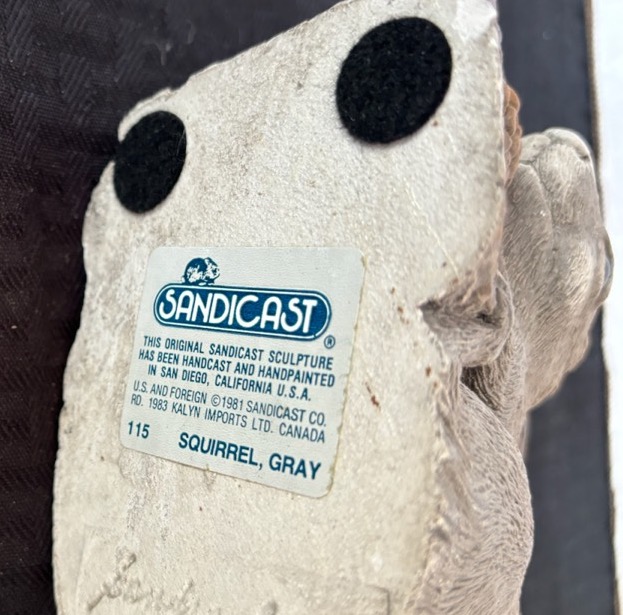 SANDICAST®
THIS ORIGINAL SANDICAST SCULPTURE
HAS BEEN HANDCAST AND HANDPAINTED
IN SAN DIEGO, CALIFORNIA U.S.A.
U.S. AND FOREIGN ©1981 SANDICAST CO.
RD. 1983 KALYN IMPORTS LTD. CANADA
115 SQUIRREL, GRAY